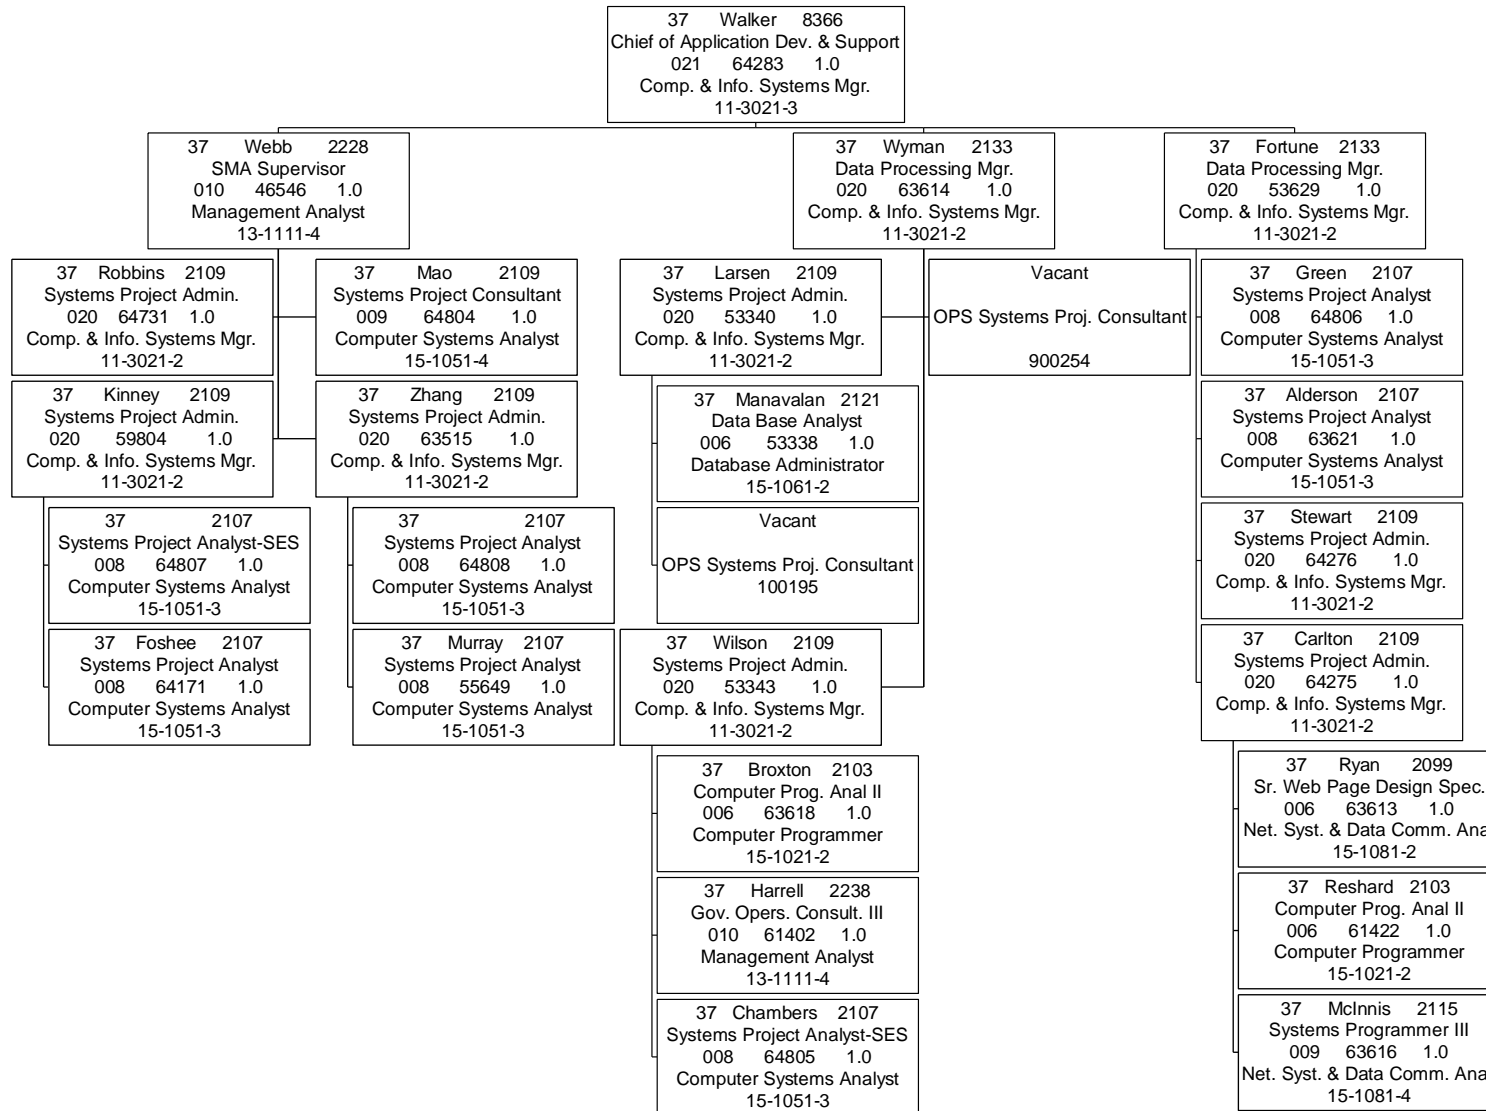 37 Walker 8366
Chief of Application Dev. & Support
021 64283 1.0
Comp. & Info. Systems Mgr.
11-3021-3
37 Webb 2228
SMA Supervisor
010 46546 1.0
Management Analyst
13-1111-4
37 Robbins 2109
Systems Project Admin.
020 64731 1.0
Comp. & Info. Systems Mgr.
11-3021-2
37 Mao 2109
Systems Project Consultant
009 64804 1.0
Computer Systems Analyst
15-1051-4
37 Kinney 2109
Systems Project Admin.
020 59804 1.0
Comp. & Info. Systems Mgr.
11-3021-2
37 2107
Systems Project Analyst-SES
008 64807 1.0
Computer Systems Analyst
15-1051-3
37 Foshee 2107
Systems Project Analyst
008 64171 1.0
Computer Systems Analyst
15-1051-3
37 Zhang 2109
Systems Project Admin.
020 63515 1.0
Comp. & Info. Systems Mgr.
11-3021-2
37 2107
Systems Project Analyst
008 64808 1.0
Computer Systems Analyst
15-1051-3
37 Murray 2107
Systems Project Analyst
008 55649 1.0
Computer Systems Analyst
15-1051-3
37 Wyman 2133
Data Processing Mgr.
020 63614 1.0
Comp. & Info. Systems Mgr.
11-3021-2
37 Larsen 2109
Systems Project Admin.
020 53340 1.0
Comp. & Info. Systems Mgr.
11-3021-2
Vacant
OPS Systems Proj. Consultant
900254
37 Manavalan 2121
Data Base Analyst
006 53338 1.0
Database Administrator
15-1061-2
Vacant
OPS Systems Proj. Consultant
100195
37 Wilson 2109
Systems Project Admin.
020 53343 1.0
Comp. & Info. Systems Mgr.
11-3021-2
37 Broxton 2103
Computer Prog. Anal II
006 63618 1.0
Computer Programmer
15-1021-2
37 Harrell 2238
Gov. Opers. Consult. III
010 61402 1.0
Management Analyst
13-1111-4
37 Chambers 2107
Systems Project Analyst-SES
008 64805 1.0
Computer Systems Analyst
15-1051-3
37 Fortune 2133
Data Processing Mgr.
020 53629 1.0
Comp. & Info. Systems Mgr.
11-3021-2
37 Green 2107
Systems Project Analyst
008 64806 1.0
Computer Systems Analyst
15-1051-3
37 Alderson 2107
Systems Project Analyst
008 63621 1.0
Computer Systems Analyst
15-1051-3
37 Stewart 2109
Systems Project Admin.
020 64276 1.0
Comp. & Info. Systems Mgr.
11-3021-2
37 Carlton 2109
Systems Project Admin.
020 64275 1.0
Comp. & Info. Systems Mgr.
11-3021-2
37 Ryan 2099
Sr. Web Page Design Spec.
006 63613 1.0
Net. Syst. & Data Comm. Ana
15-1081-2
37 Reshard 2103
Computer Prog. Anal II
006 61422 1.0
Computer Programmer
15-1021-2
37 McInnis 2115
Systems Programmer III
009 63616 1.0
Net. Syst. & Data Comm. Ana
15-1081-4